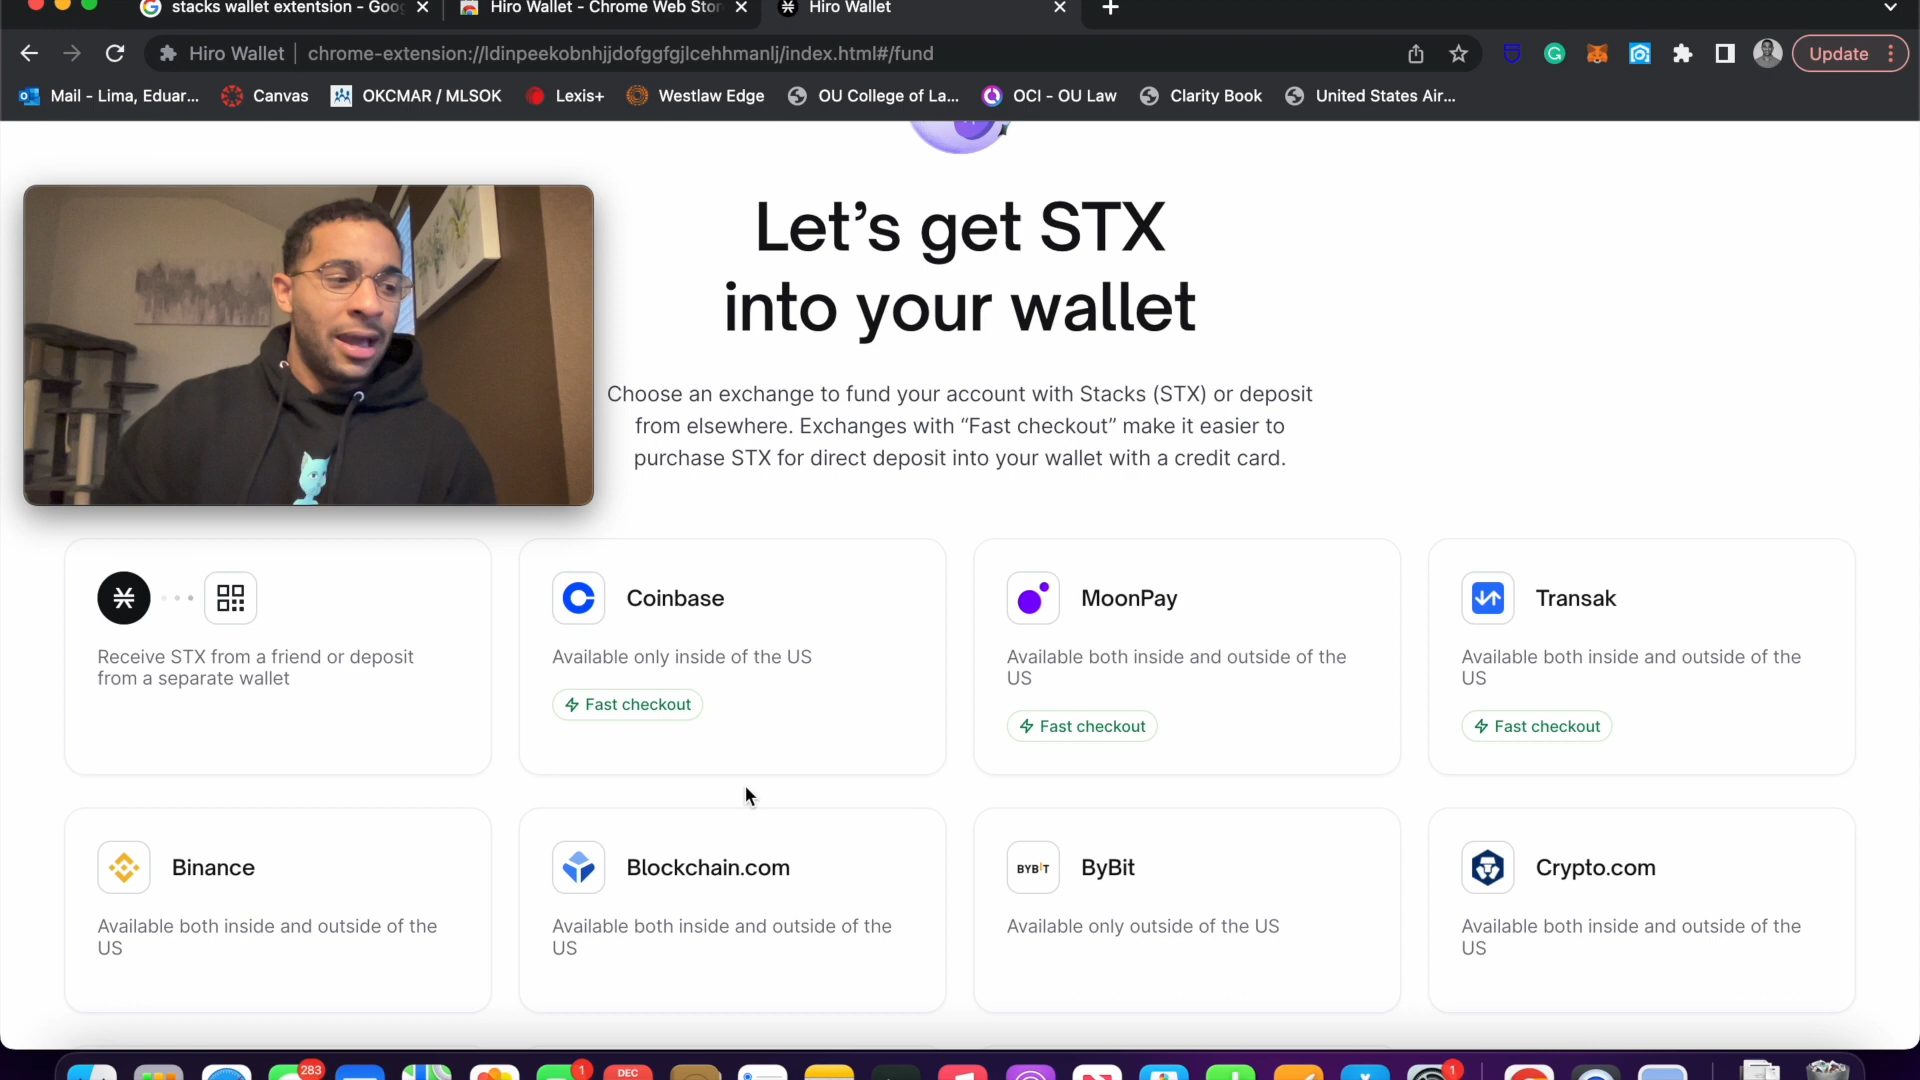 stacks wallet extentsion - Goog
Hiro Wallet - Chrome Web Stor
Hiro Wallet
Hiro Wallet
chrome-extension://ldinpeekobnhjjdofggfgjlcehhmanlj/index.html#/fund
Update
Mail - Lima, Eduar...
Canvas
OKCMAR / MLSOK
Lexis+
Westlaw Edge
OU College of La...
OCI - OU Law
Clarity Book
United States Air...
Let's get STX
into your wallet
Choose an exchange to fund your account with Stacks (STX) or deposit
from elsewhere. Exchanges with “Fast checkout” make it easier to
purchase STX for direct deposit into your wallet with a credit card.
Receive STX from a friend or deposit
from a separate wallet
Coinbase
Available only inside of the US
Fast checkout
MoonPay
Available both inside and outside of the
US
Fast checkout
Transak
Available both inside and outside of the
US
Fast checkout
Binance
Available both inside and outside of the
US
Blockchain.com
Available both inside and outside of the
US
BYBIT
ByBit
Available only outside of the US
Crypto.com
Available both inside and outside of the
US
283
1
DEC
1